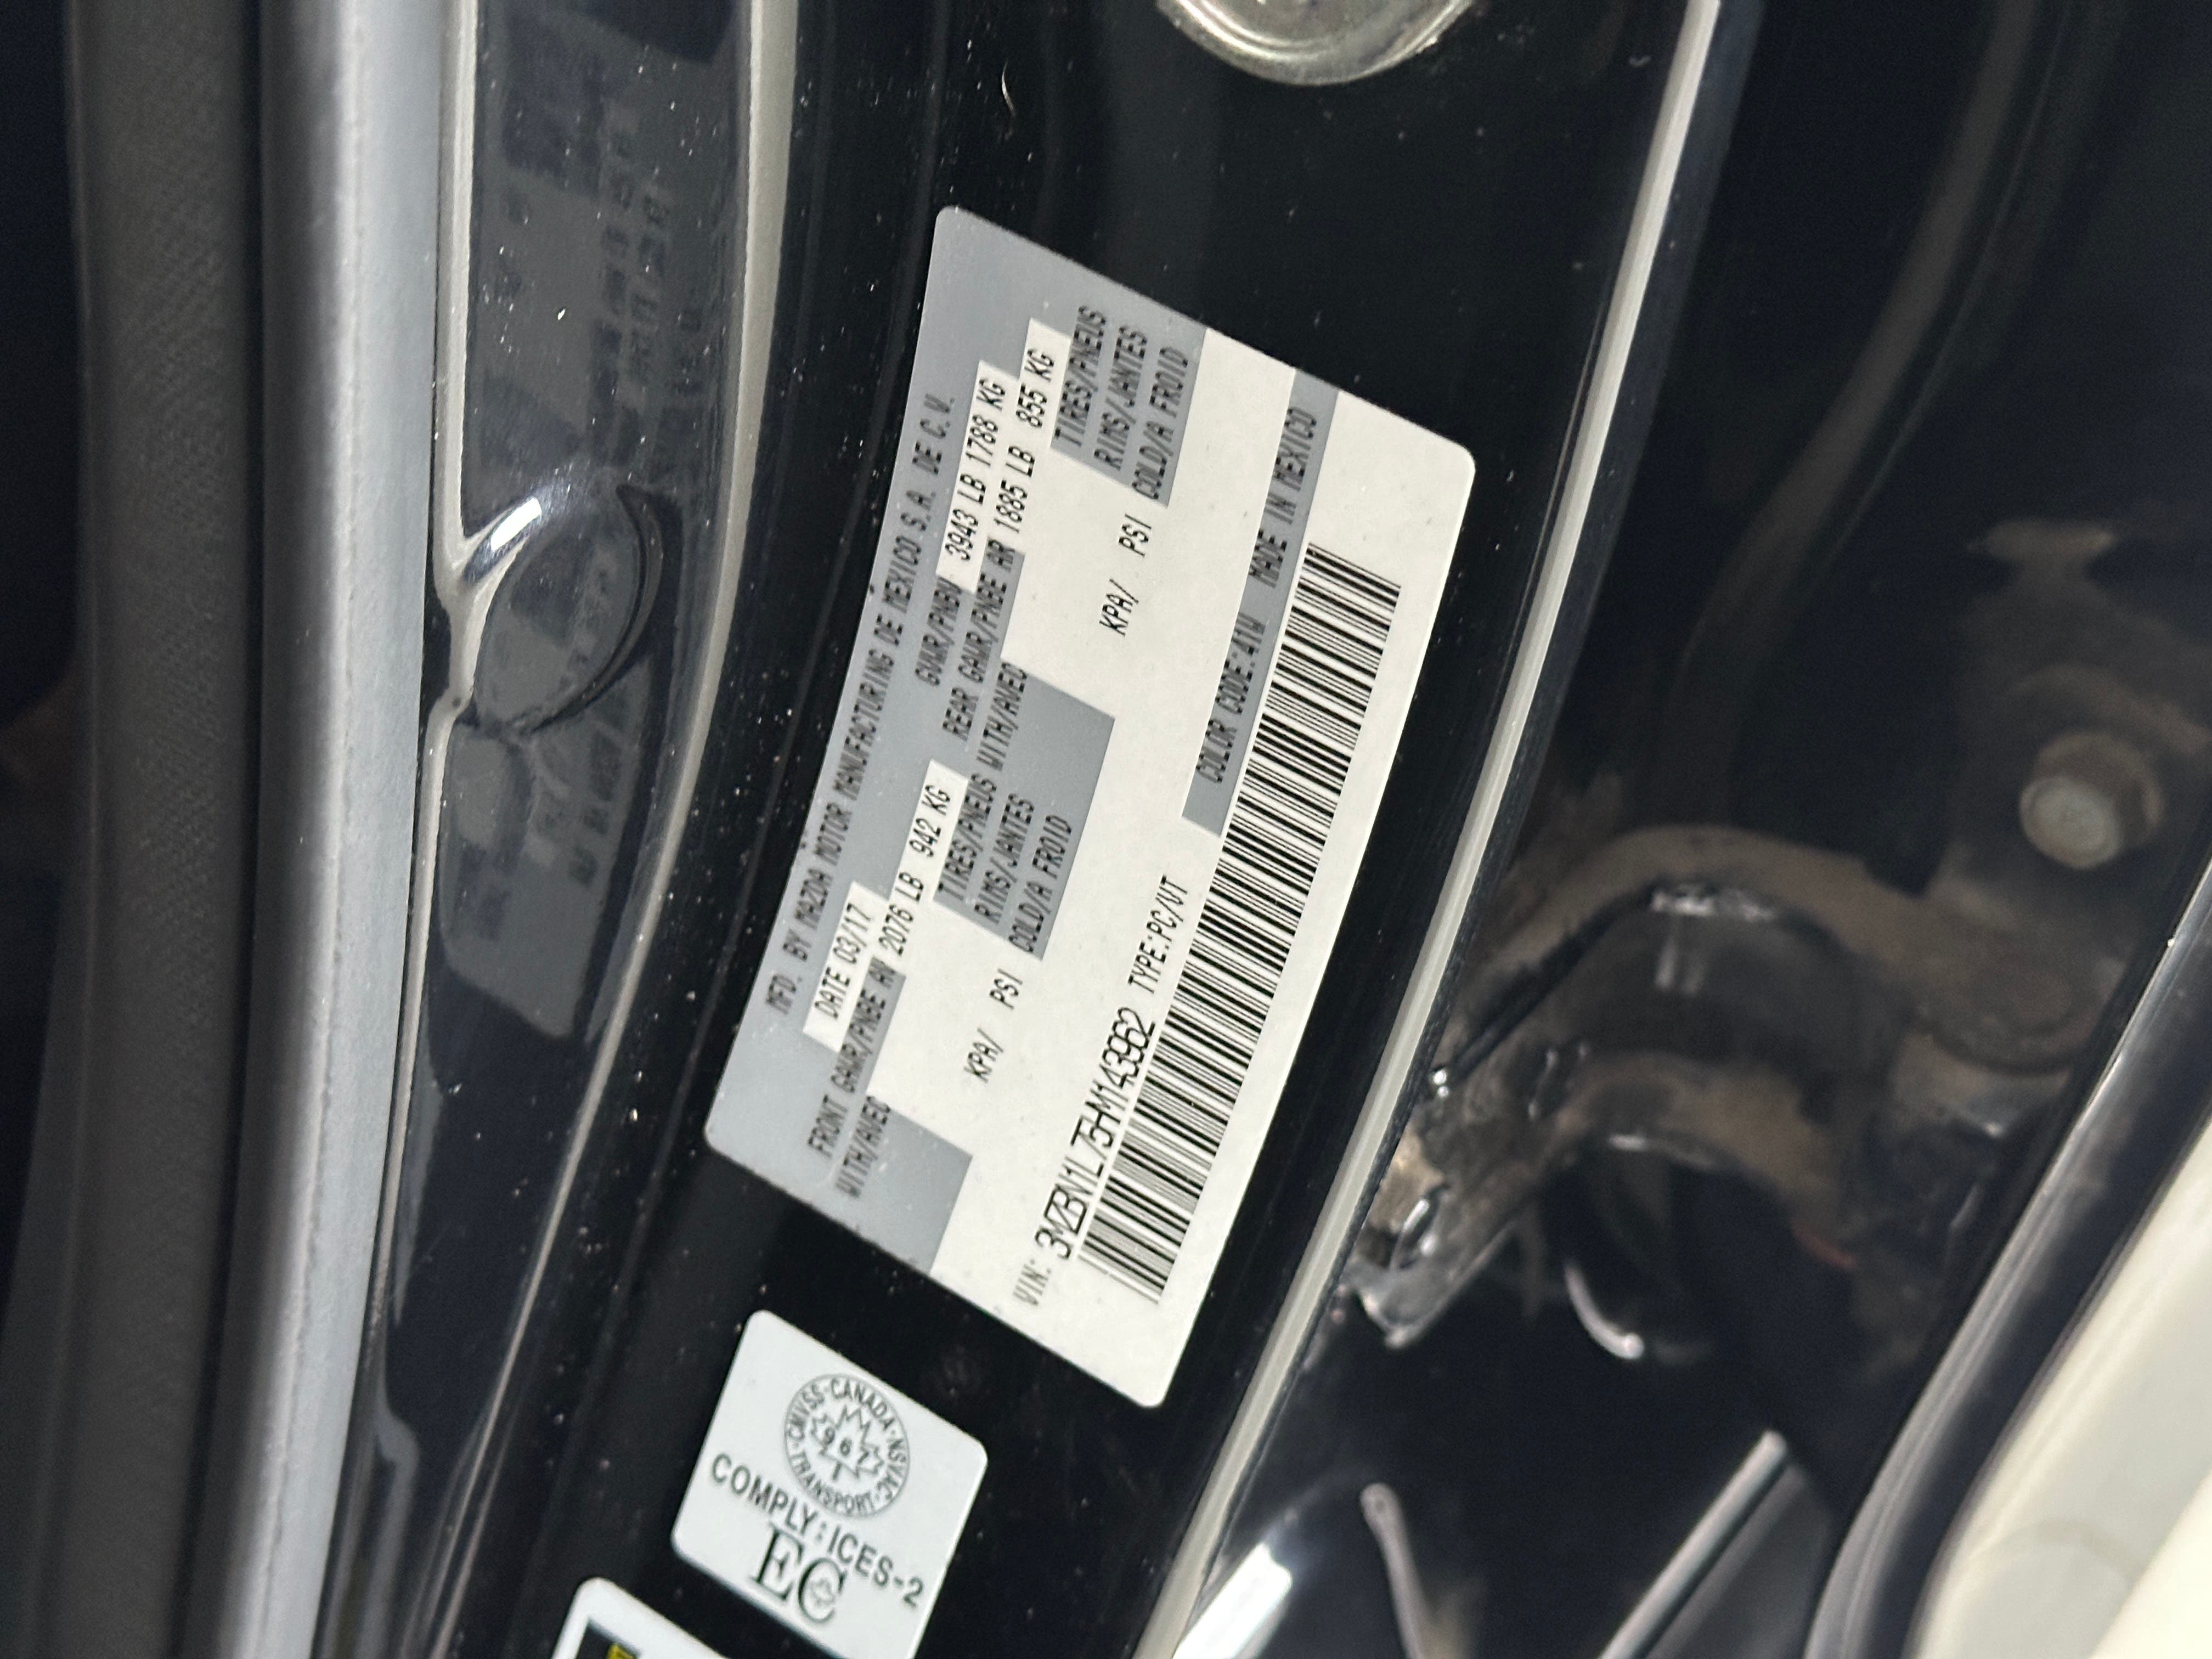 MFD. BY MAZDA MOTOR MANUFACTURING DE MEXICO S.A. DE C.V.
DATE 03/17 GVWR/PNBV 3943 LB 1788 KG
FRONT GAWR/PNBE AV 2076 LB 942 KG REAR GAWR/PNBE AR 1885 LB 855 KG
WITH/AVEC TIRES/PNEUS WITH/AVEC TIRES/PNEUS
RIMS/JANTES RIMS/JANTES
KPA/ PSI COLD/A FROID KPA/ PSI COLD/A FROID
VIN: 3MZBN1L75HM143962 TYPE:PC/VT COLOR CODE:41W MADE IN MEXICO
CMVSS·CANADA·NSVAC·TRANSPORT·
967
COMPLY:ICES-2
EC